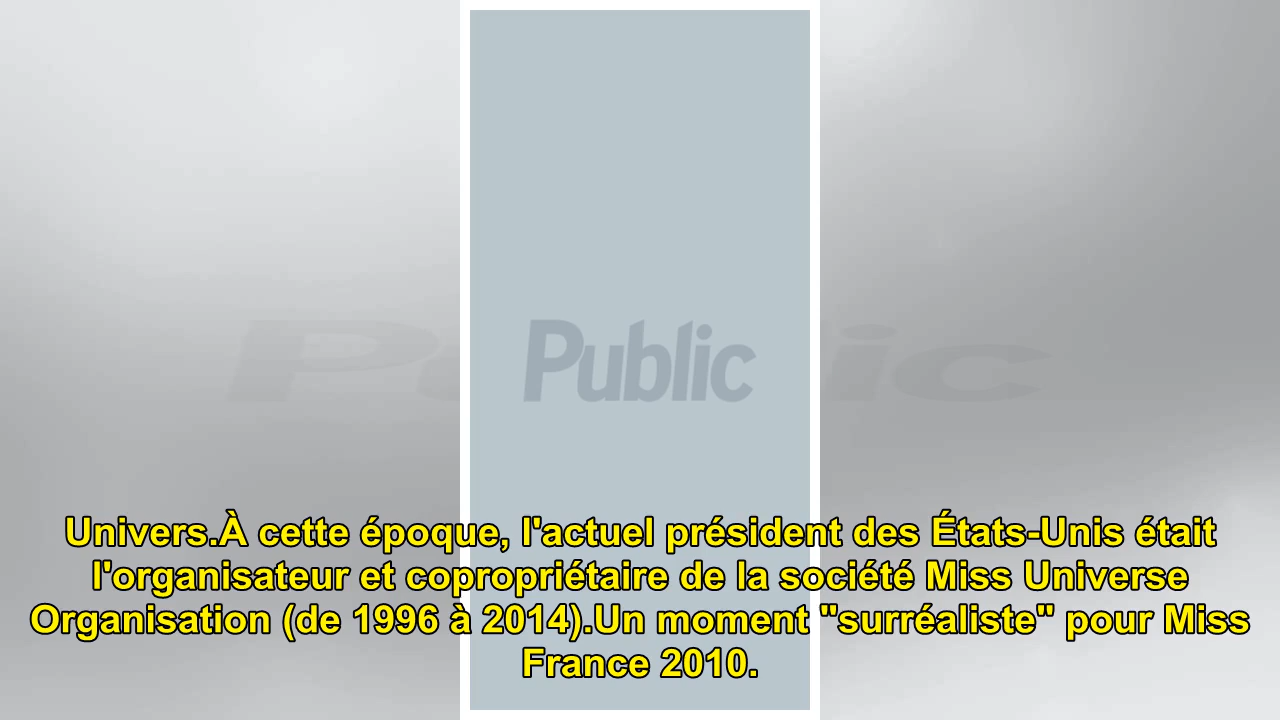 Public
Univers.À cette époque, l'actuel président des États-Unis était
l'organisateur et copropriétaire de la société Miss Universe
Organisation (de 1996 à 2014).Un moment "surréaliste" pour Miss
France 2010.